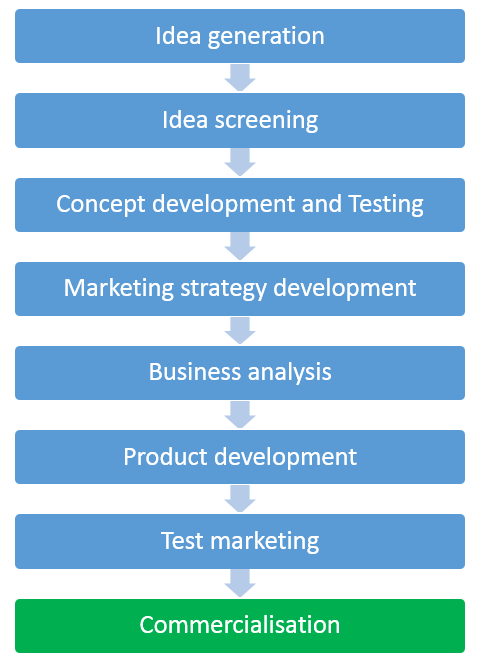 Idea generation
Idea screening
Concept development and Testing
Marketing strategy development
Business analysis
Product development
Test marketing
Commercialisation